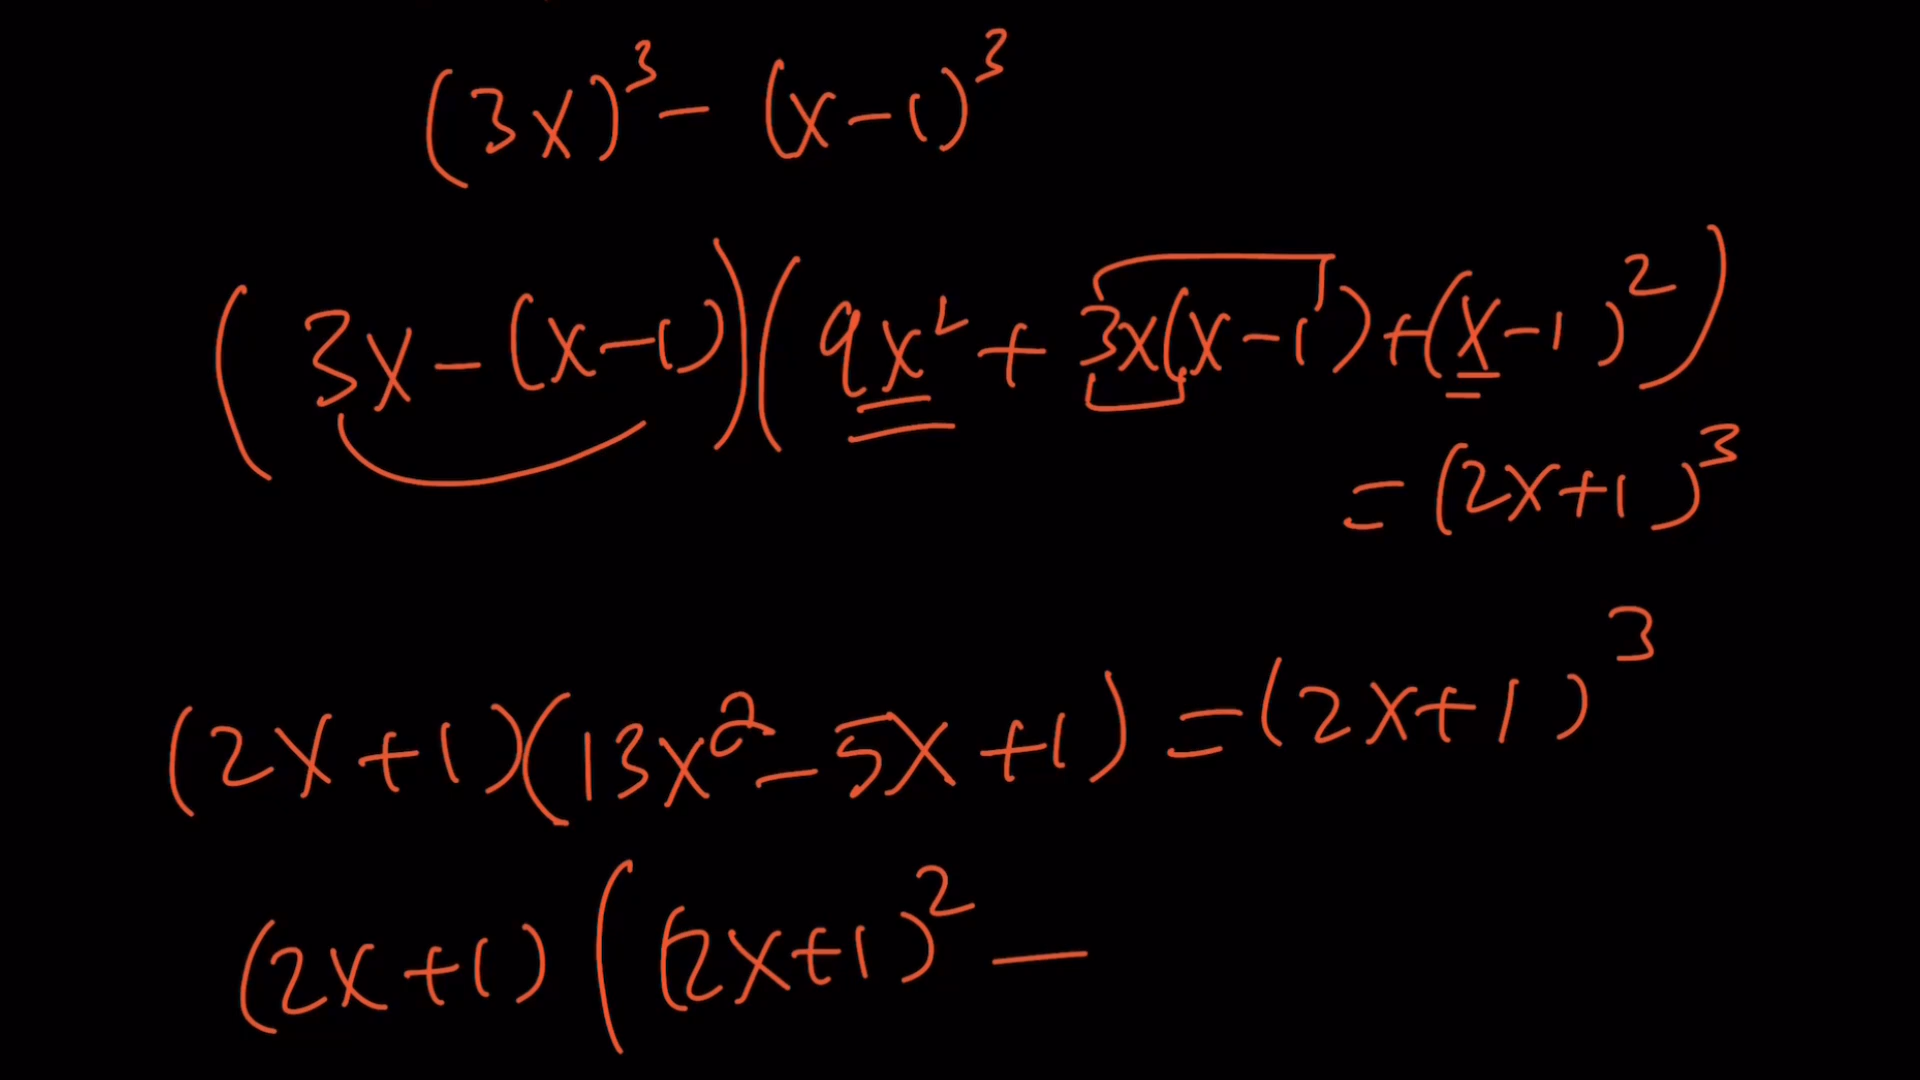 (3x)³ - (x-1)³
(3x-(x-1))(9x²+3x(x-1)+(x-1)²)
=(2x+1)³
(2x+1)(13x²-5x+1)=(2x+1)³
(2x+1)((2x+1)²-